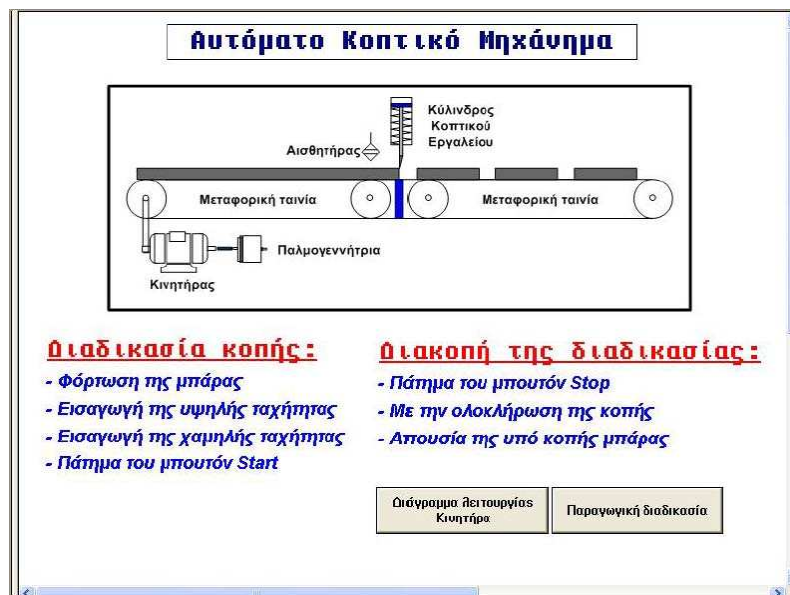 Αυτόματο Κοπτικό Μηχάνημα
Κύλινδρος
Κοπτικού
Εργαλείου
Αισθητήρας
Μεταφορική ταινία
Μεταφορική ταινία
Παλμογεννήτρια
Κινητήρας
Διαδικασία κοπής:
- Φόρτωση της μπάρας
- Εισαγωγή της υψηλής ταχήτητας
- Εισαγωγή της χαμηλής ταχήτητας
- Πάτημα του μπουτόν Start
Διακοπή της διαδικασίας:
- Πάτημα του μπουτόν Stop
- Με την ολοκλήρωση της κοπής
- Απουσία της υπό κοπής μπάρας
Διάγραμμα λειτουργίας
Κινητήρα
Παραγωγική διαδικασία